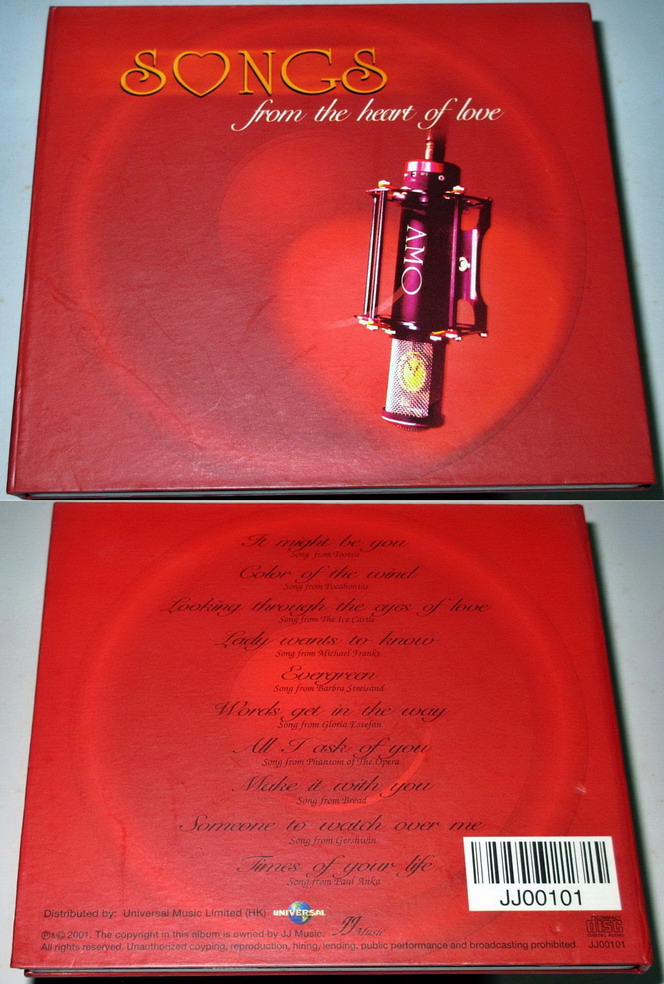 SONGS
from the heart of love
AMO
It might be you
Song from Tootsie
Color of the wind
Song from Pocahontas
Looking through the eyes of love
Song from The Ice Castle
Lady wants to know
Song from Michael Franks
Evergreen
Song from Barbra Streisand
Words get in the way
Song from Gloria Estefan
All I ask of you
Song from Phantom of The Opera
Make it with you
Song from Bread
Someone to watch over me
Song from Gershwin
Times of your life
Song from Paul Anka
JJ00101
Distributed by: Universal Music Limited (HK) UNIVERSAL JJ Music
℗&© 2001. The copyright in this album is owned by JJ Music.
All rights reserved. Unauthorized coyping, reproduction, hiring, lending, public performance and broadcasting prohibited.
COMPACT disc DIGITAL AUDIO
JJ00101